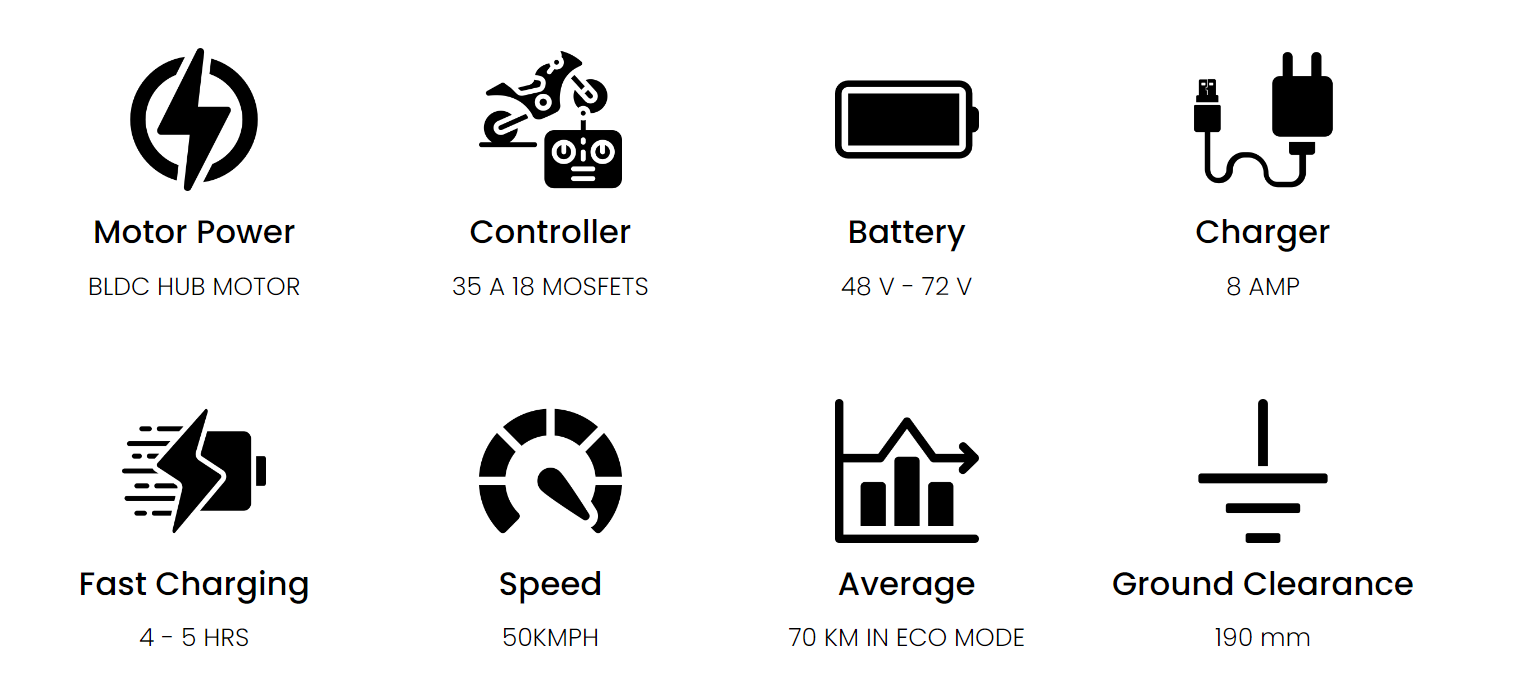 Motor Power
BLDC HUB MOTOR
Controller
35 A 18 MOSFETS
Battery
48 V - 72 V
Charger
8 AMP
Fast Charging
4 - 5 HRS
Speed
50KMPH
Average
70 KM IN ECO MODE
Ground Clearance
190 mm